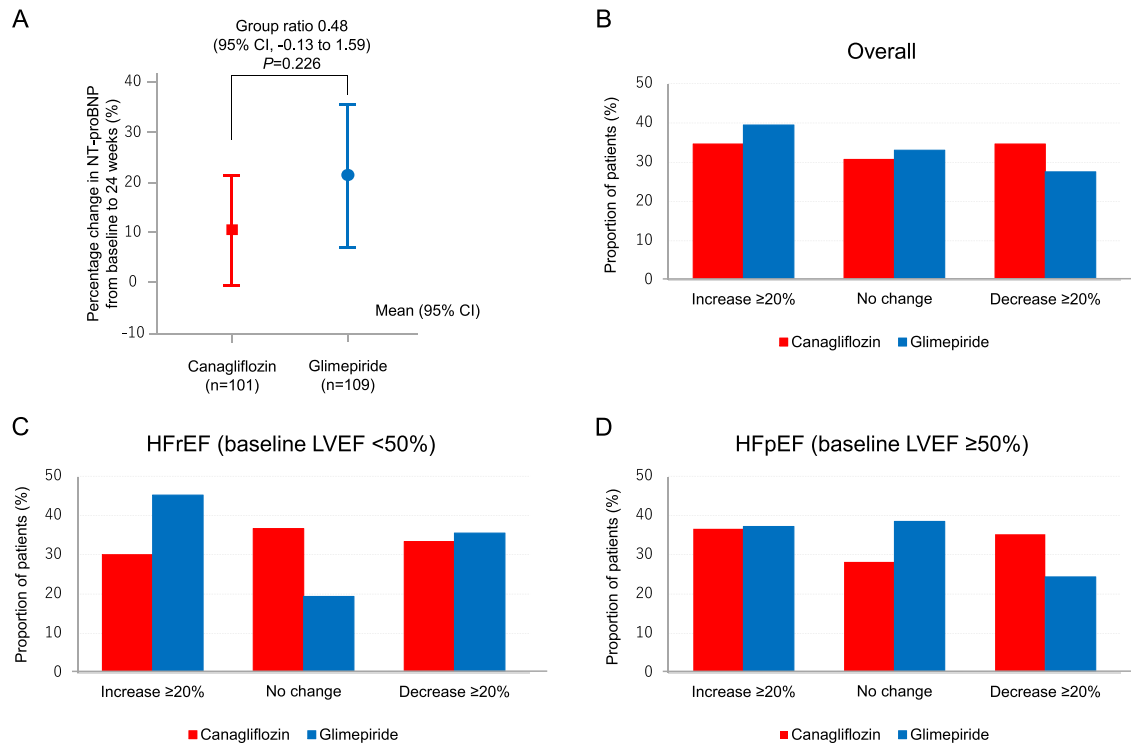 A
Group ratio 0.48
(95% CI, -0.13 to 1.59)
P=0.226
Percentage change in NT-proBNP
from baseline to 24 weeks (%)
40
30
20
10
0
-10
Mean (95% CI)
Canagliflozin
(n=101)
Glimepiride
(n=109)
B
Overall
Proportion of patients (%)
50
40
30
20
10
0
Increase ≥20%
No change
Decrease ≥20%
Canagliflozin
Glimepiride
C
HFrEF (baseline LVEF <50%)
Proportion of patients (%)
50
40
30
20
10
0
Increase ≥20%
No change
Decrease ≥20%
Canagliflozin
Glimepiride
D
HFpEF (baseline LVEF ≥50%)
Proportion of patients (%)
50
40
30
20
10
0
Increase ≥20%
No change
Decrease ≥20%
Canagliflozin
Glimepiride